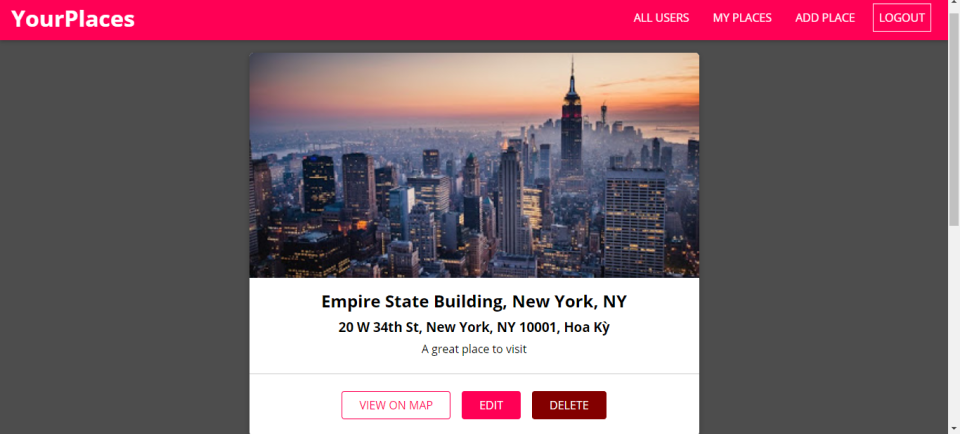 YourPlaces
ALL USERS MY PLACES ADD PLACE LOGOUT
Empire State Building, New York, NY
20 W 34th St, New York, NY 10001, Hoa Kỳ
A great place to visit
VIEW ON MAP EDIT DELETE